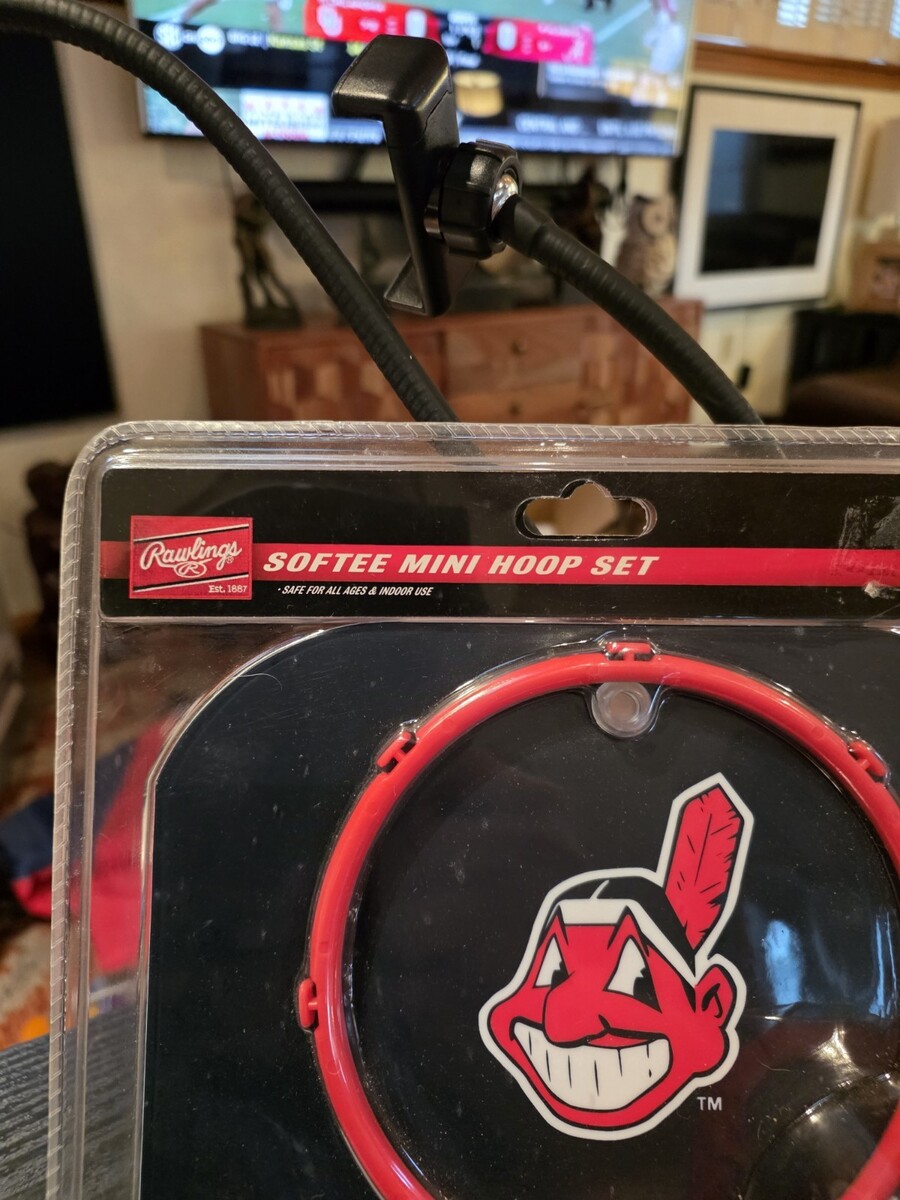 Rawlings
R
Est. 1887
SOFTEE MINI HOOP SET
• SAFE FOR ALL AGES & INDOOR USE
TM